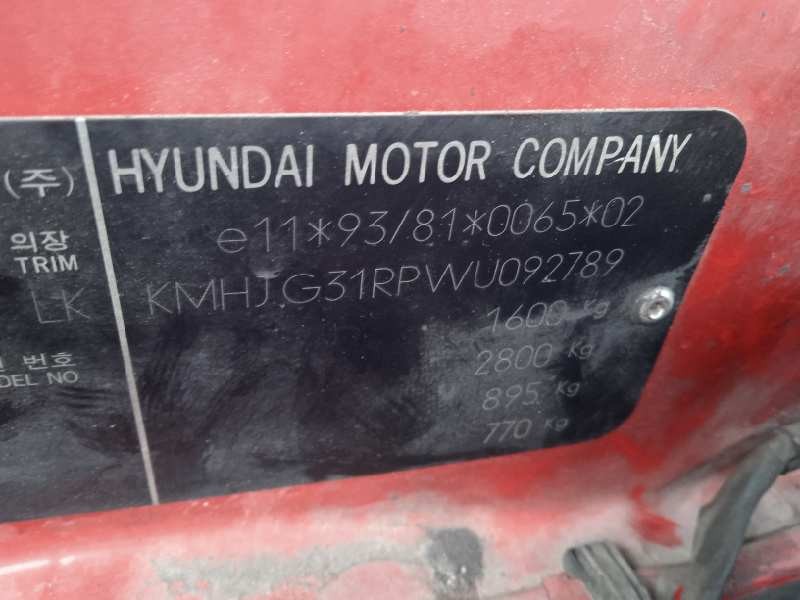 (주) HYUNDAI MOTOR COMPANY
e11*93/81*0065*02
의장
TRIM
KMHJG31RPWU092789
LK
1600 Kg
번호
2800 Kg
DEL NO
895 Kg
770 Kg